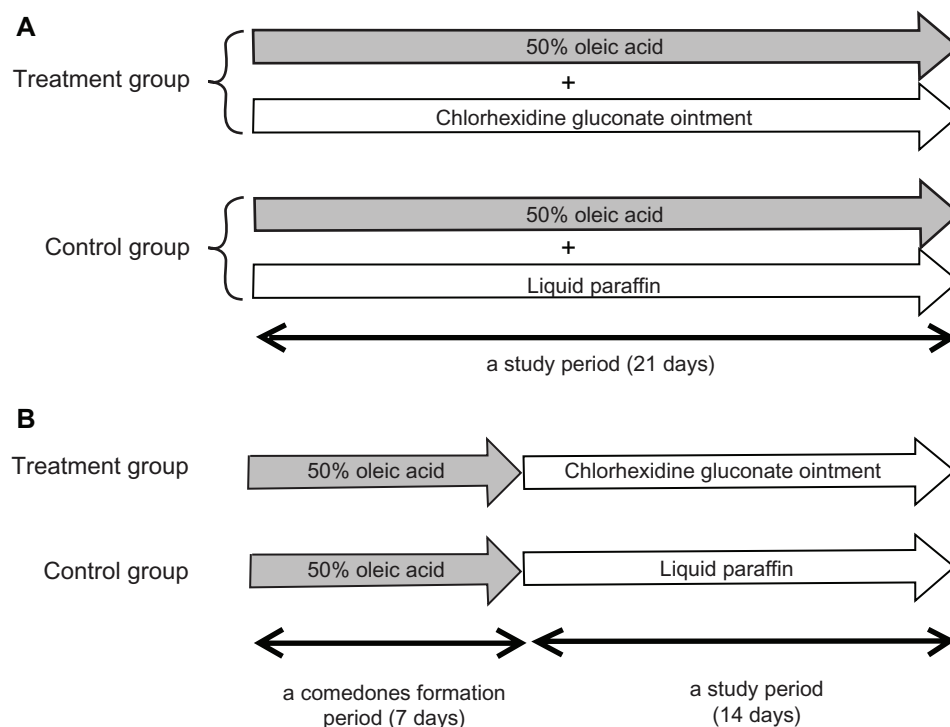 A
50% oleic acid
Treatment group
+
Chlorhexidine gluconate ointment
50% oleic acid
Control group
+
Liquid paraffin
a study period (21 days)
B
Treatment group
50% oleic acid
Chlorhexidine gluconate ointment
Control group
50% oleic acid
Liquid paraffin
a comedones formation
period (7 days)
a study period
(14 days)